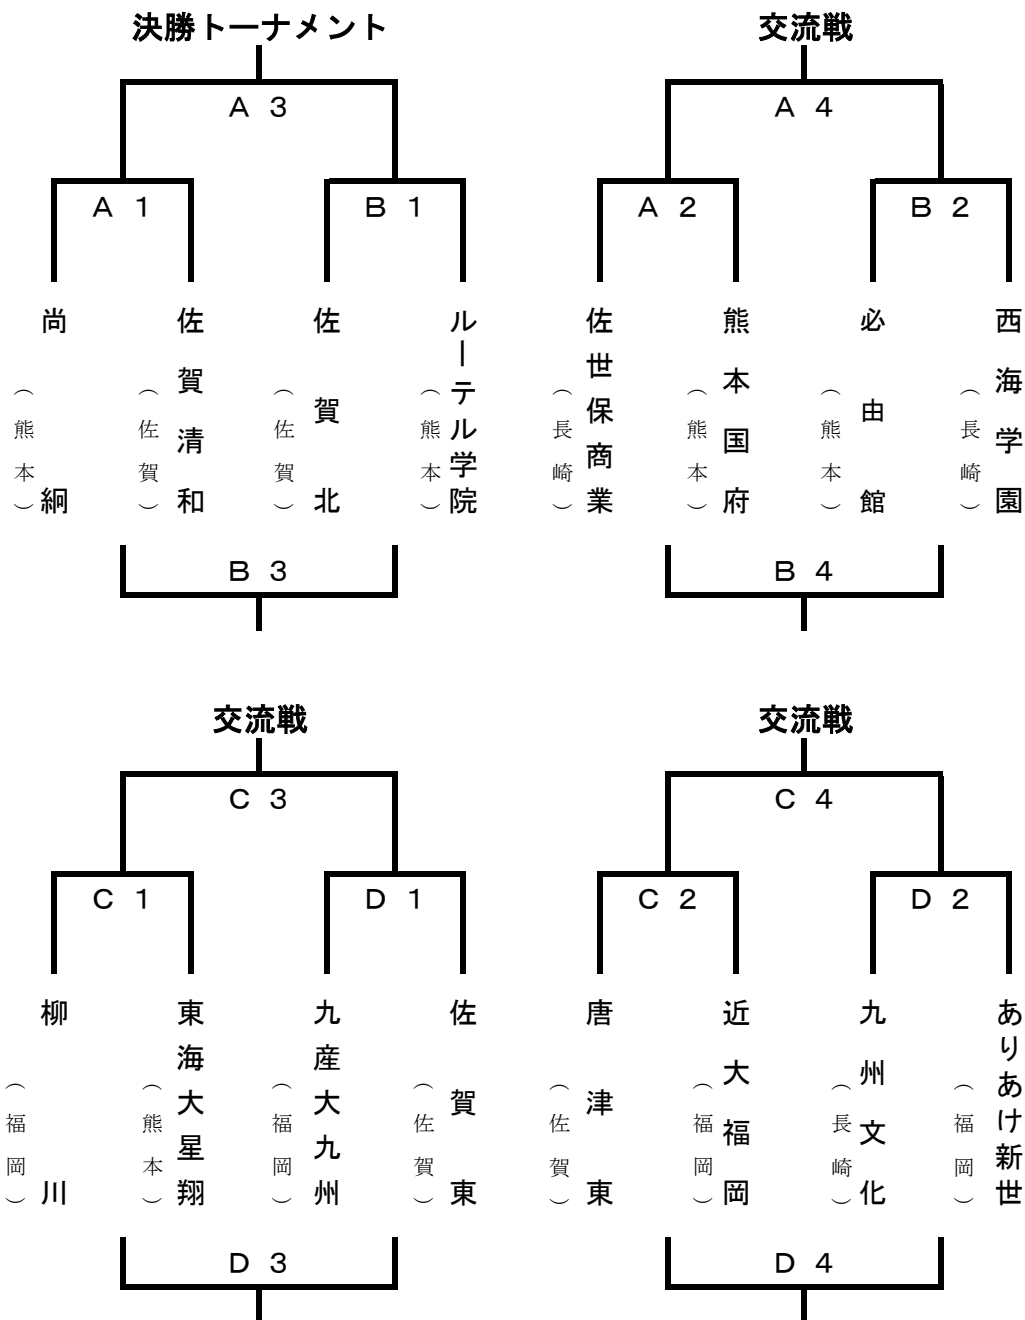 決勝トーナメント
A 3
A 1
B 1
尚絅
（熊本）
佐賀清和
（佐賀）
佐賀北
（佐賀）
ルーテル学院
（熊本）
B 3
交流戦
A 4
A 2
B 2
佐世保商業
（長崎）
熊本国府
（熊本）
必由館
（熊本）
西海学園
（長崎）
B 4
交流戦
C 3
C 1
D 1
柳川
（福岡）
東海大星翔
（熊本）
九産大九州
（福岡）
佐賀東
（佐賀）
D 3
交流戦
C 4
C 2
D 2
唐津東
（佐賀）
近大福岡
（福岡）
九州文化
（長崎）
ありあけ新世
（福岡）
D 4